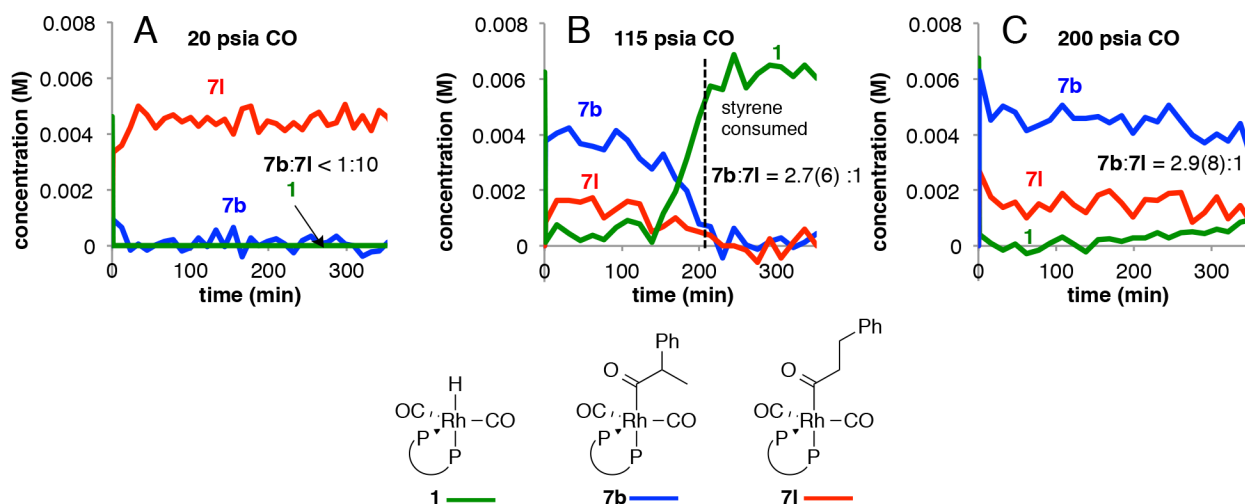 A
20 psia CO
concentration (M)
0.008
0.006
0.004
0.002
0
7l
7b:7l < 1:10
1
7b
0 100 200 300
time (min)
B
115 psia CO
1
concentration (M)
0.008
0.006
0.004
0.002
0
7b
styrene
consumed
7l
7b:7l = 2.7(6) :1
0 100 200 300
time (min)
C
200 psia CO
concentration (M)
0.008
0.006
0.004
0.002
0
7b
7b:7l = 2.9(8):1
7l
1
0 100 200 300
time (min)
H
OC Rh CO
P
P
1
Ph
O
OC Rh CO
P
P
7b
Ph
O
OC Rh CO
P
P
7l